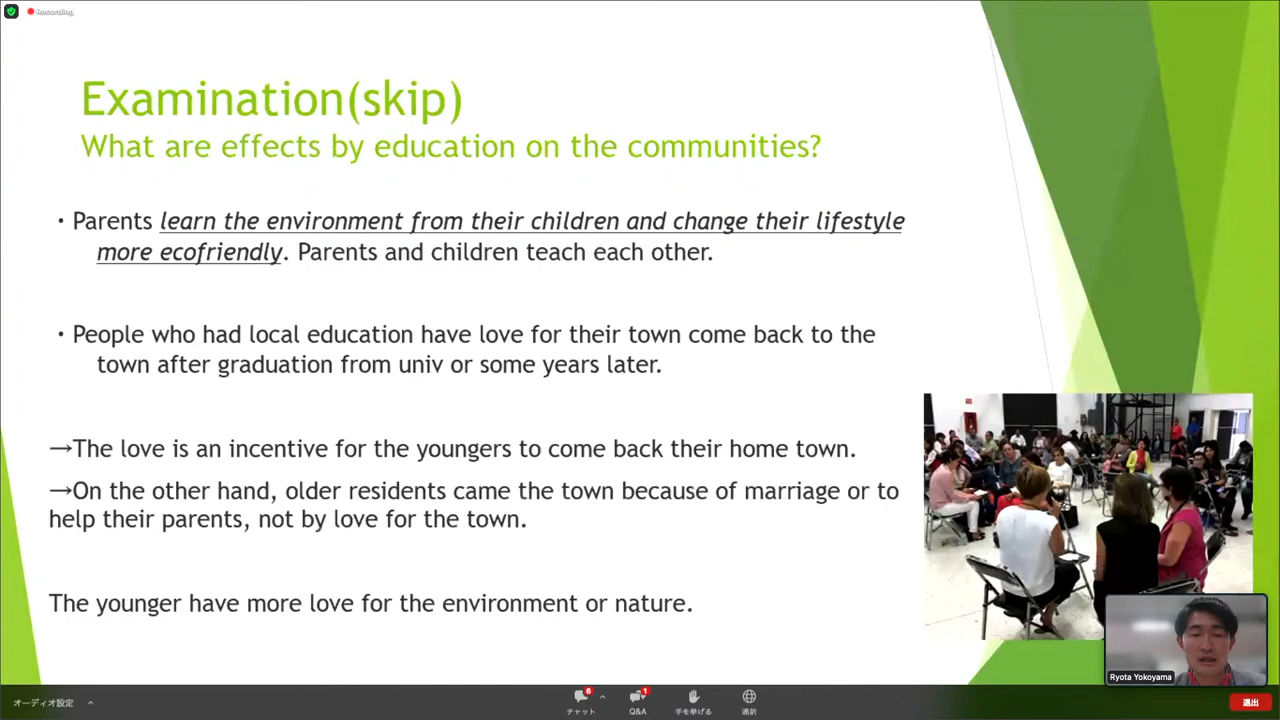 Recording
Examination(skip)
What are effects by education on the communities?
・Parents learn the environment from their children and change their lifestyle
more ecofriendly. Parents and children teach each other.
・People who had local education have love for their town come back to the
town after graduation from univ or some years later.
→The love is an incentive for the youngers to come back their home town.
→On the other hand, older residents came the town because of marriage or to
help their parents, not by love for the town.
The younger have more love for the environment or nature.
Ryota Yokoyama
オーディオ設定
6
チャット
1
Q&A
手を挙げる
通訳
退出